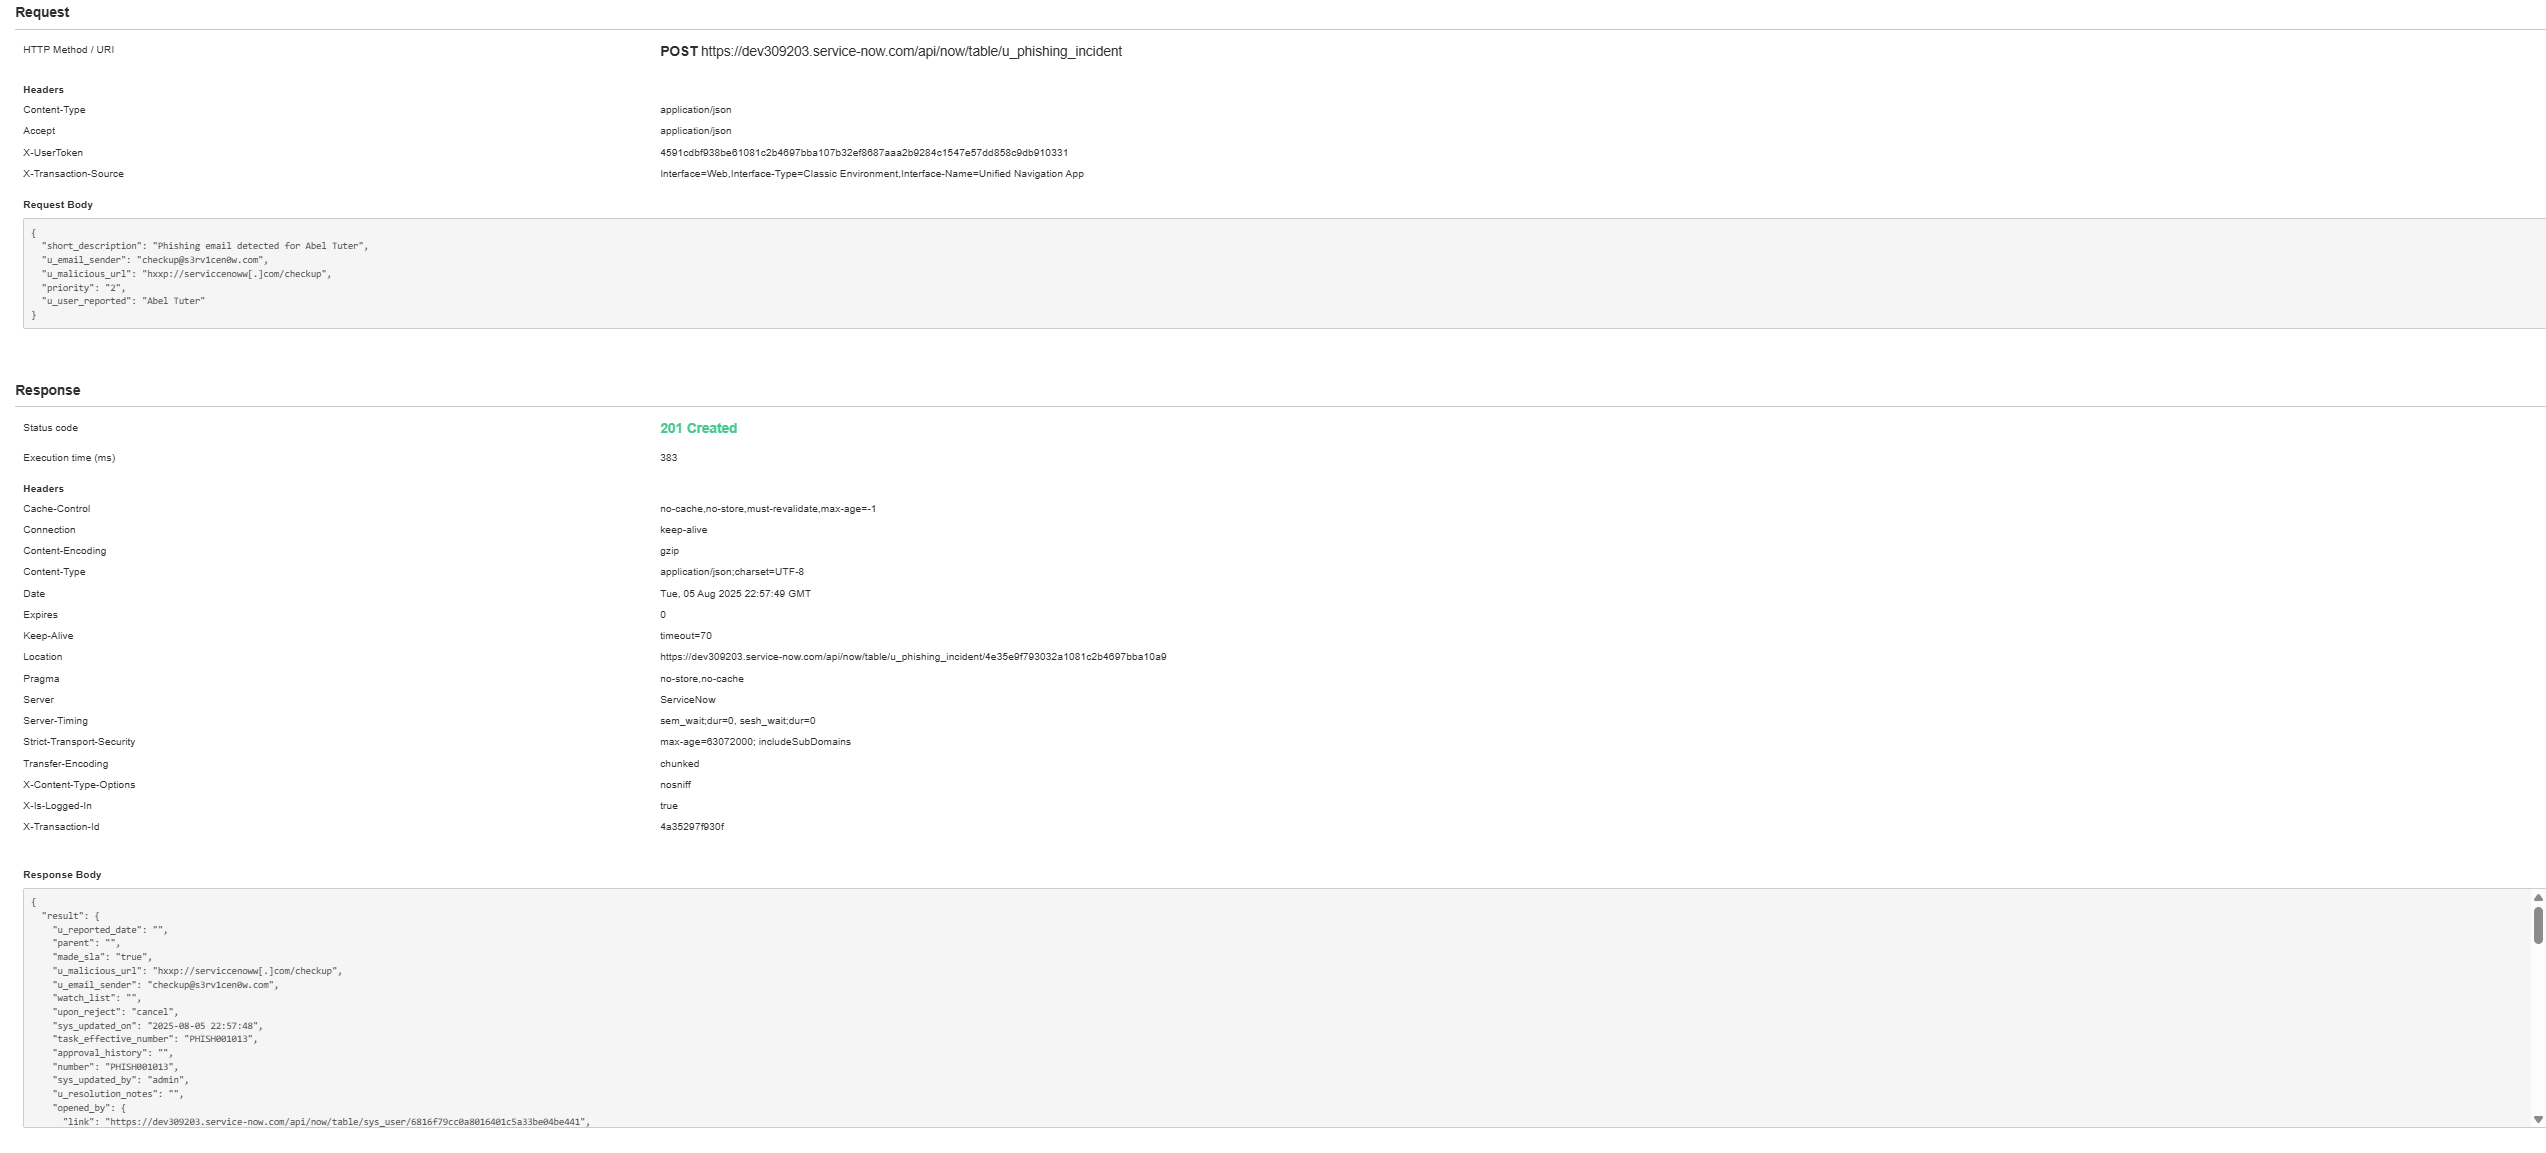 Request
HTTP Method / URI POST https://dev309203.service-now.com/api/now/table/u_phishing_incident
Headers
Content-Type application/json
Accept application/json
X-UserToken 4591cdbf938be61081c2b4697bba107b32ef8687aaa2b9284c1547e57dd858c9db910331
X-Transaction-Source Interface=Web,Interface-Type=Classic Environment,Interface-Name=Unified Navigation App
Request Body
{
"short_description": "Phishing email detected for Abel Tuter",
"u_email_sender": "checkup@s3rv1cen0w.com",
"u_malicious_url": "hxxp://serviccenoww[.]com/checkup",
"priority": "2",
"u_user_reported": "Abel Tuter"
}
Response
Status code 201 Created
Execution time (ms) 383
Headers
Cache-Control no-cache,no-store,must-revalidate,max-age=-1
Connection keep-alive
Content-Encoding gzip
Content-Type application/json;charset=UTF-8
Date Tue, 05 Aug 2025 22:57:49 GMT
Expires 0
Keep-Alive timeout=70
Location https://dev309203.service-now.com/api/now/table/u_phishing_incident/4e35e9f793032a1081c2b4697bba10a9
Pragma no-store,no-cache
Server ServiceNow
Server-Timing sem_wait;dur=0, sesh_wait;dur=0
Strict-Transport-Security max-age=63072000; includeSubDomains
Transfer-Encoding chunked
X-Content-Type-Options nosniff
X-Is-Logged-In true
X-Transaction-Id 4a35297f930f
Response Body
{
"result": {
"u_reported_date": "",
"parent": "",
"made_sla": "true",
"u_malicious_url": "hxxp://serviccenoww[.]com/checkup",
"u_email_sender": "checkup@s3rv1cen0w.com",
"watch_list": "",
"upon_reject": "cancel",
"sys_updated_on": "2025-08-05 22:57:48",
"task_effective_number": "PHISH001013",
"approval_history": "",
"number": "PHISH001013",
"sys_updated_by": "admin",
"u_resolution_notes": "",
"opened_by": {
"link": "https://dev309203.service-now.com/api/now/table/sys_user/6816f79cc0a8016401c5a33be04be441",